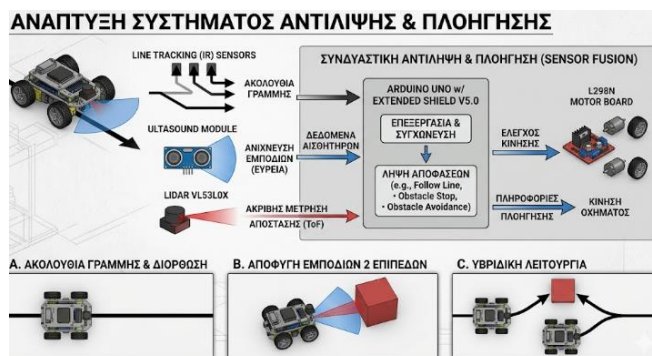 ΑΝΑΠΤΥΞΗ ΣΥΣΤΗΜΑΤΟΣ ΑΝΤΙΛΙΨΗΣ & ΠΛΟΗΓΗΣΗΣ
LINE TRACKING (IR) SENSORS
ΑΚΟΛΟΥΘΙΑ
ΓΡΑΜΜΗΣ
ULTASOUND MODULE
ΑΝΙΧΝΕΥΣΗ
ΕΜΠΟΔΙΩΝ
(ΕΥΡΕΙΑ)
LIDAR VL53L0X
ΑΚΡΙΒΗΣ ΜΕΤΡΗΣΗ
ΑΠΟΣΤΑΣΗΣ (ToF)
ΣΥΝΔΥΑΣΤΙΚΗ ΑΝΤΙΛΗΨΗ & ΠΛΟΗΓΗΣΗ (SENSOR FUSION)
ΔΕΔΟΜΕΝΑ
ΑΙΣΘΗΤΗΡΩΝ
ARDUINO UNO w/
EXTENDED SHIELD V5.0
ΕΠΕΞΕΡΓΑΣΙΑ &
ΣΥΓΧΩΝΕΥΣΗ
ΛΗΨΗ ΑΠΟΦΑΣΕΩΝ
(e.g., Follow Line,
• Obstacle Stop,
• Obstacle Avoidance)
ΕΛΕΓΧΟΣ
ΚΙΝΗΣΗΣ
ΠΛΗΡΟΦΟΡΙΕΣ
ΠΛΟΗΓΗΣΗΣ
L298N
MOTOR BOARD
ΚΙΝΗΣΗ
ΟΧΗΜΑΤΟΣ
A. ΑΚΟΛΟΥΘΙΑ ΓΡΑΜΜΗΣ & ΔΙΟΡΘΩΣΗ
B. ΑΠΟΦΥΓΗ ΕΜΠΟΔΙΩΝ 2 ΕΠΙΠΕΔΩΝ
C. ΥΒΡΙΔΙΚΗ ΛΕΙΤΟΥΡΓΙΑ